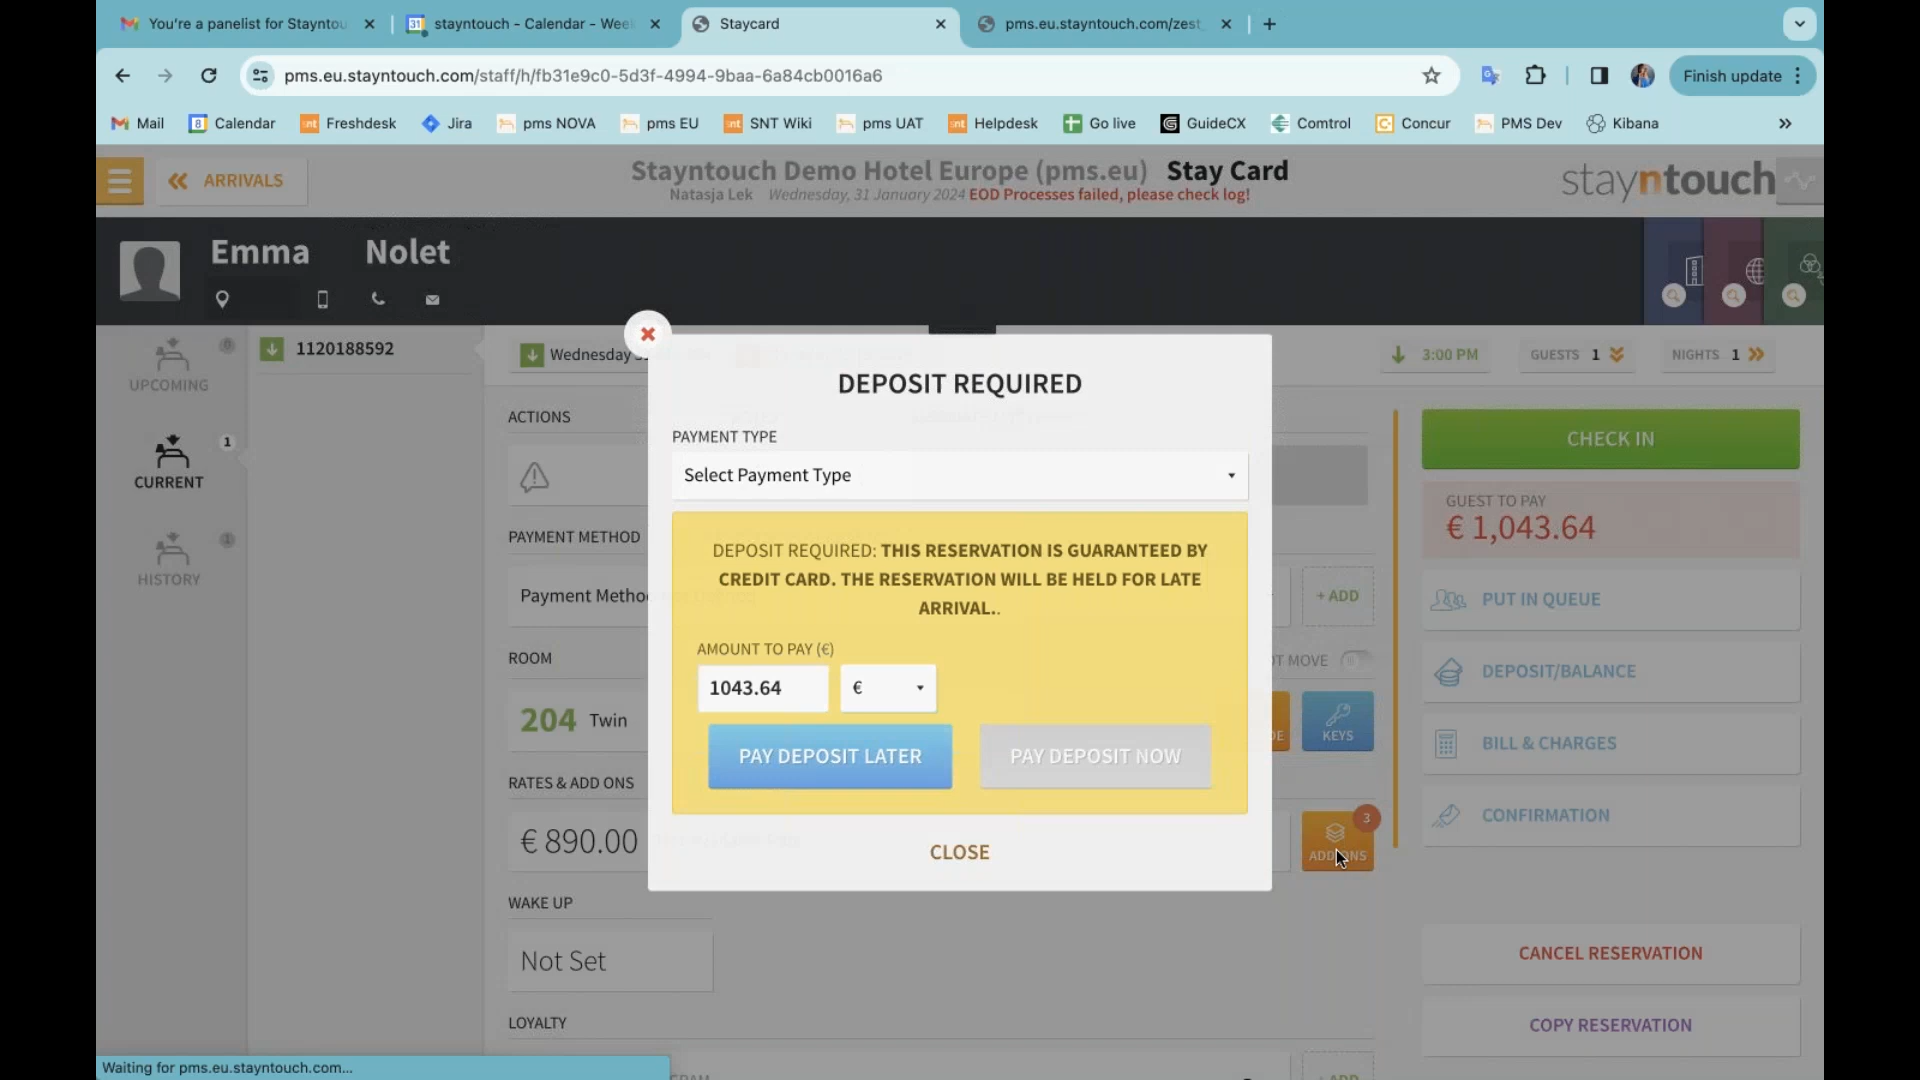 You're a panelist for Stayntou
stayntouch - Calendar - Week
Staycard
pms.eu.stayntouch.com/zest
pms.eu.stayntouch.com/staff/h/fb31e9c0-5d3f-4994-9baa-6a84cb0016a6
Finish update
Mail
Calendar
Freshdesk
Jira
pms NOVA
pms EU
SNT Wiki
pms UAT
Helpdesk
Go live
GuideCX
Comtrol
Concur
PMS Dev
Kibana
ARRIVALS
Stayntouch Demo Hotel Europe (pms.eu) Stay Card
Natasja Lek Wednesday, 31 January 2024 EOD Processes failed, please check log!
stayntouch
Emma Nolet
UPCOMING 0
CURRENT 1
HISTORY 1
1120188592
Wednesday
3:00 PM
GUESTS 1
NIGHTS 1
ACTIONS
PAYMENT METHOD
+ ADD
ROOM
204 Twin
KEYS
RATES & ADD ONS
€ 890.00
3
ADD ONS
WAKE UP
Not Set
LOYALTY
+ ADD
DEPOSIT REQUIRED
PAYMENT TYPE
Select Payment Type
DEPOSIT REQUIRED: THIS RESERVATION IS GUARANTEED BY
CREDIT CARD. THE RESERVATION WILL BE HELD FOR LATE
ARRIVAL..
AMOUNT TO PAY (€)
1043.64 €
PAY DEPOSIT LATER
PAY DEPOSIT NOW
CLOSE
CHECK IN
GUEST TO PAY
€ 1,043.64
PUT IN QUEUE
DEPOSIT/BALANCE
BILL & CHARGES
CONFIRMATION
CANCEL RESERVATION
COPY RESERVATION
Waiting for pms.eu.stayntouch.com...